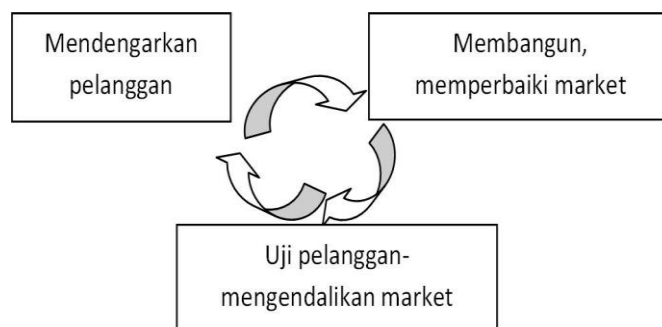 Mendengarkan
pelanggan
Membangun,
memperbaiki market
Uji pelanggan-
mengendalikan market